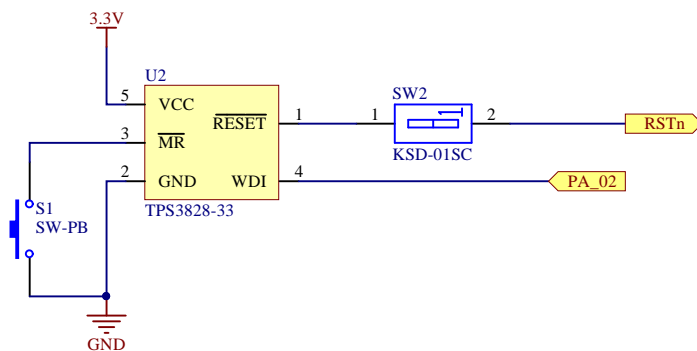 3.3V
U2
5
VCC
RESET
1
1
SW2
2
KSD-01SC
RSTn
3
MR
2
GND
WDI
4
PA_02
TPS3828-33
S1
SW-PB
GND